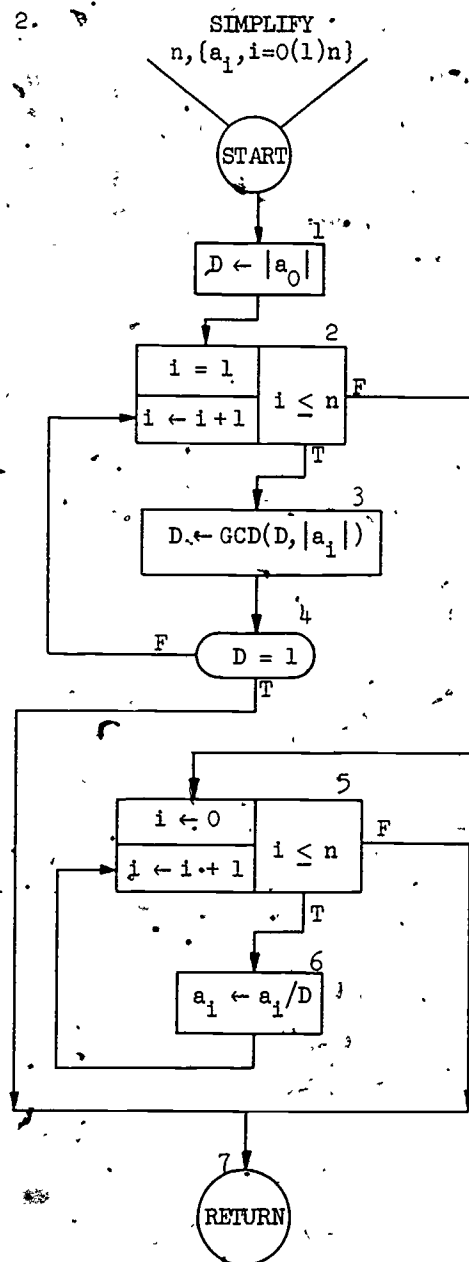 2.
SIMPLIFY
n,{a_i,i=0(1)n}
START
1
D ← |a_0|
2
i = 1
i ← i+1
i ≤ n
F
T
3
D ← GCD(D,|a_i|)
4
F
D = 1
T
5
i ← 0
i ← i + 1
i ≤ n
F
T
6
a_i ← a_i/D
7
RETURN